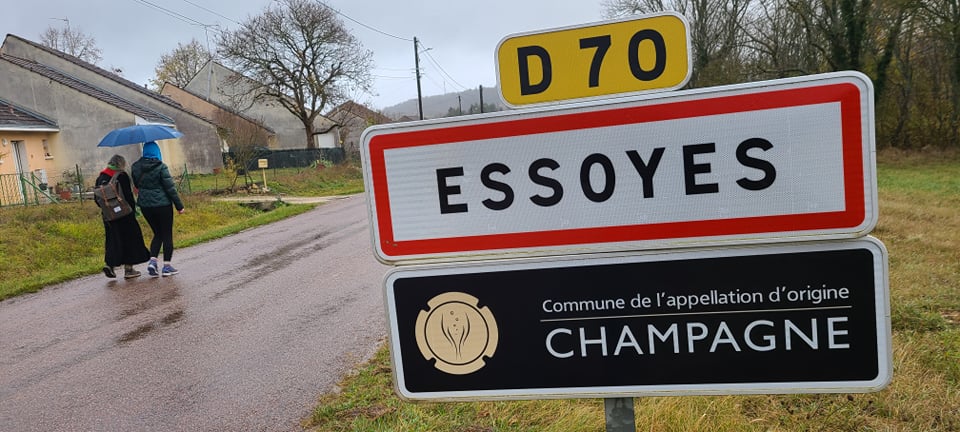 D 70
ESSOYES
Commune de l'appellation d'origine
CHAMPAGNE